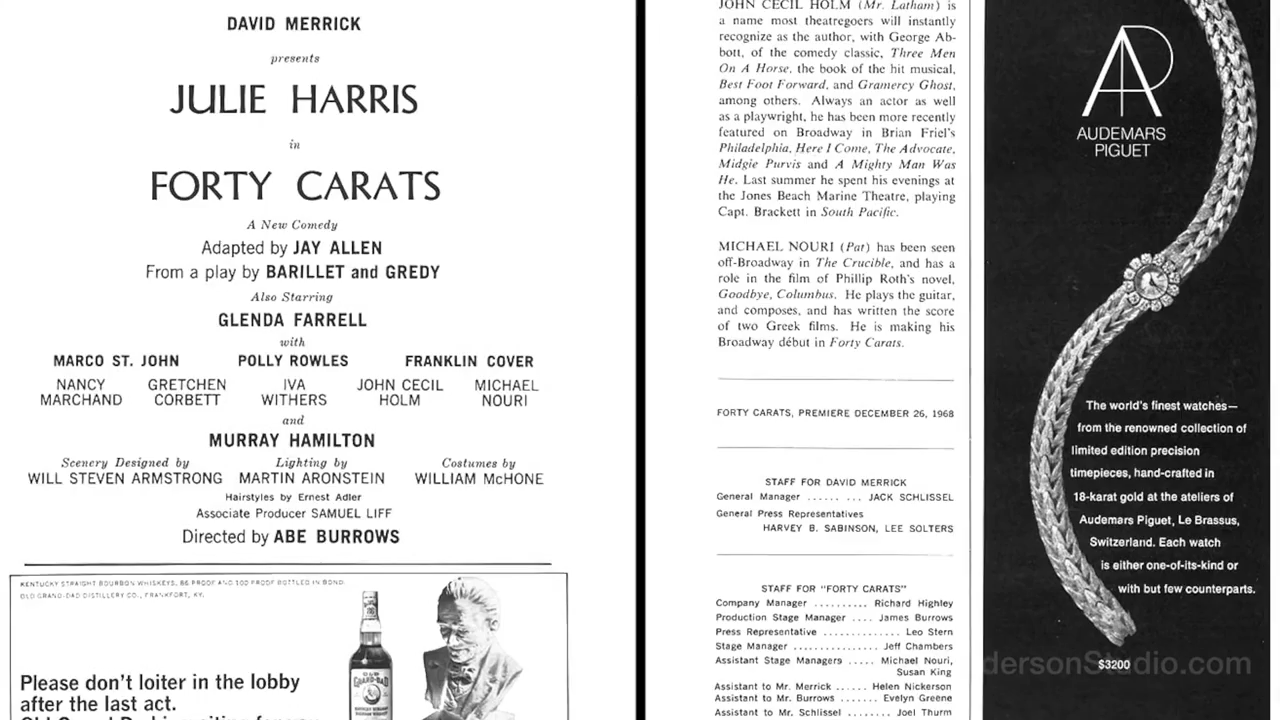 DAVID MERRICK
presents
JULIE HARRIS
in
FORTY CARATS
A New Comedy
Adapted by JAY ALLEN
From a play by BARILLET and GREDY
Also Starring
GLENDA FARRELL
with
MARCO ST. JOHN POLLY ROWLES FRANKLIN COVER
NANCY MARCHAND GRETCHEN CORBETT IVA WITHERS JOHN CECIL HOLM MICHAEL NOURI
and
MURRAY HAMILTON
Scenery Designed by Lighting by Costumes by
WILL STEVEN ARMSTRONG MARTIN ARONSTEIN WILLIAM McHONE
Hairstyles by Ernest Adler
Associate Producer SAMUEL LIFF
Directed by ABE BURROWS
KENTUCKY STRAIGHT BOURBON WHISKEYS. 86 PROOF AND 100 PROOF BOTTLED IN BOND.
OLD GRAND-DAD DISTILLERY CO., FRANKFORT, KY.
Please don't loiter in the lobby
after the last act.
OLD
GRAND-DAD
JOHN CECIL HOLM (Mr. Latham) is
a name most theatregoers will instantly
recognize as the author, with George Ab-
bott, of the comedy classic, Three Men
On A Horse, the book of the hit musical,
Best Foot Forward, and Gramercy Ghost,
among others. Always an actor as well
as a playwright, he has been more recently
featured on Broadway in Brian Friel's
Philadelphia, Here I Come, The Advocate,
Midgie Purvis and A Mighty Man Was
He. Last summer he spent his evenings at
the Jones Beach Marine Theatre, playing
Capt. Brackett in South Pacific.
MICHAEL NOURI (Pat) has been seen
off-Broadway in The Crucible, and has a
role in the film of Phillip Roth's novel,
Goodbye, Columbus. He plays the guitar,
and composes, and has written the score
of two Greek films. He is making his
Broadway début in Forty Carats.
FORTY CARATS, PREMIERE DECEMBER 26, 1968
STAFF FOR DAVID MERRICK
General Manager ...... ... JACK SCHLISSEL
General Press Representatives
HARVEY B. SABINSON, LEE SOLTERS
STAFF FOR "FORTY CARATS"
Company Manager .......... Richard Highley
Production Stage Manager .... James Burrows
Press Representative ............. Leo Stern
Stage Manager ............... Jeff Chambers
Assistant Stage Managers ..... Michael Nouri,
Susan King
Assistant to Mr. Merrick ...... Helen Nickerson
Assistant to Mr. Burrows ...... Evelyn Greene
Assistant to Mr. Schlissel ....... Joel Thurm
AP
AUDEMARS
PIGUET
The world's finest watches—
from the renowned collection of
limited edition precision
timepieces, hand-crafted in
18-karat gold at the ateliers of
Audemars Piguet, Le Brassus,
Switzerland. Each watch
is either one-of-its-kind or
with but few counterparts.
$3200
dersonStudio.com